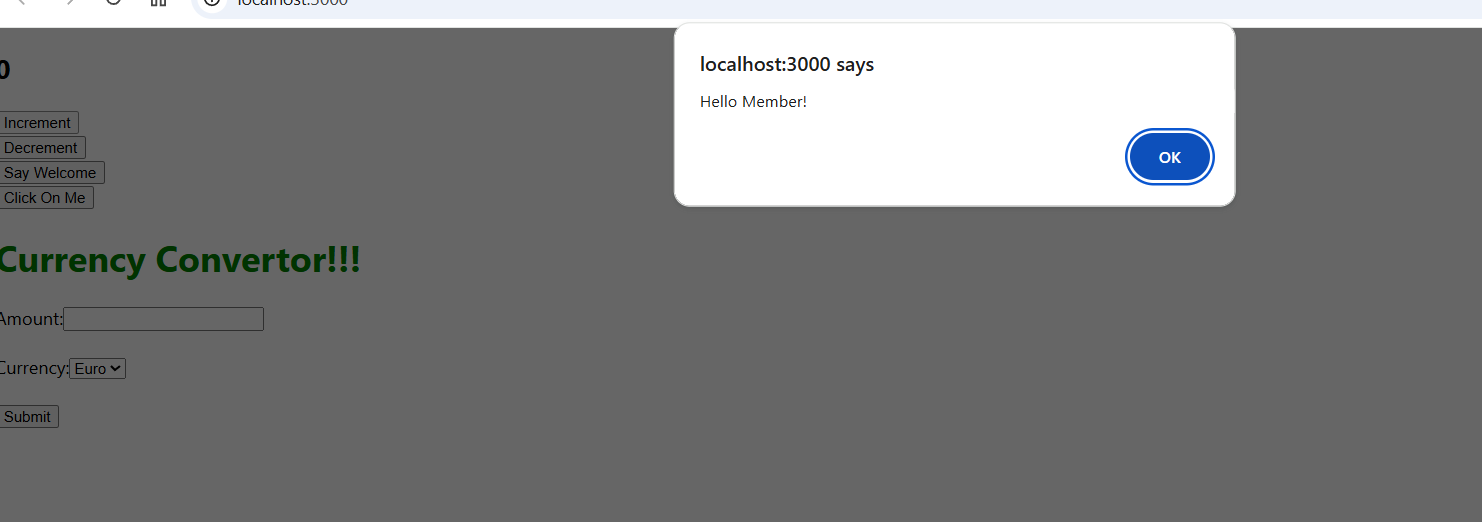 localhost:3000
localhost:3000 says
Hello Member!
OK
0
Increment
Decrement
Say Welcome
Click On Me
Currency Convertor!!!
Amount:
Currency: Euro
Submit